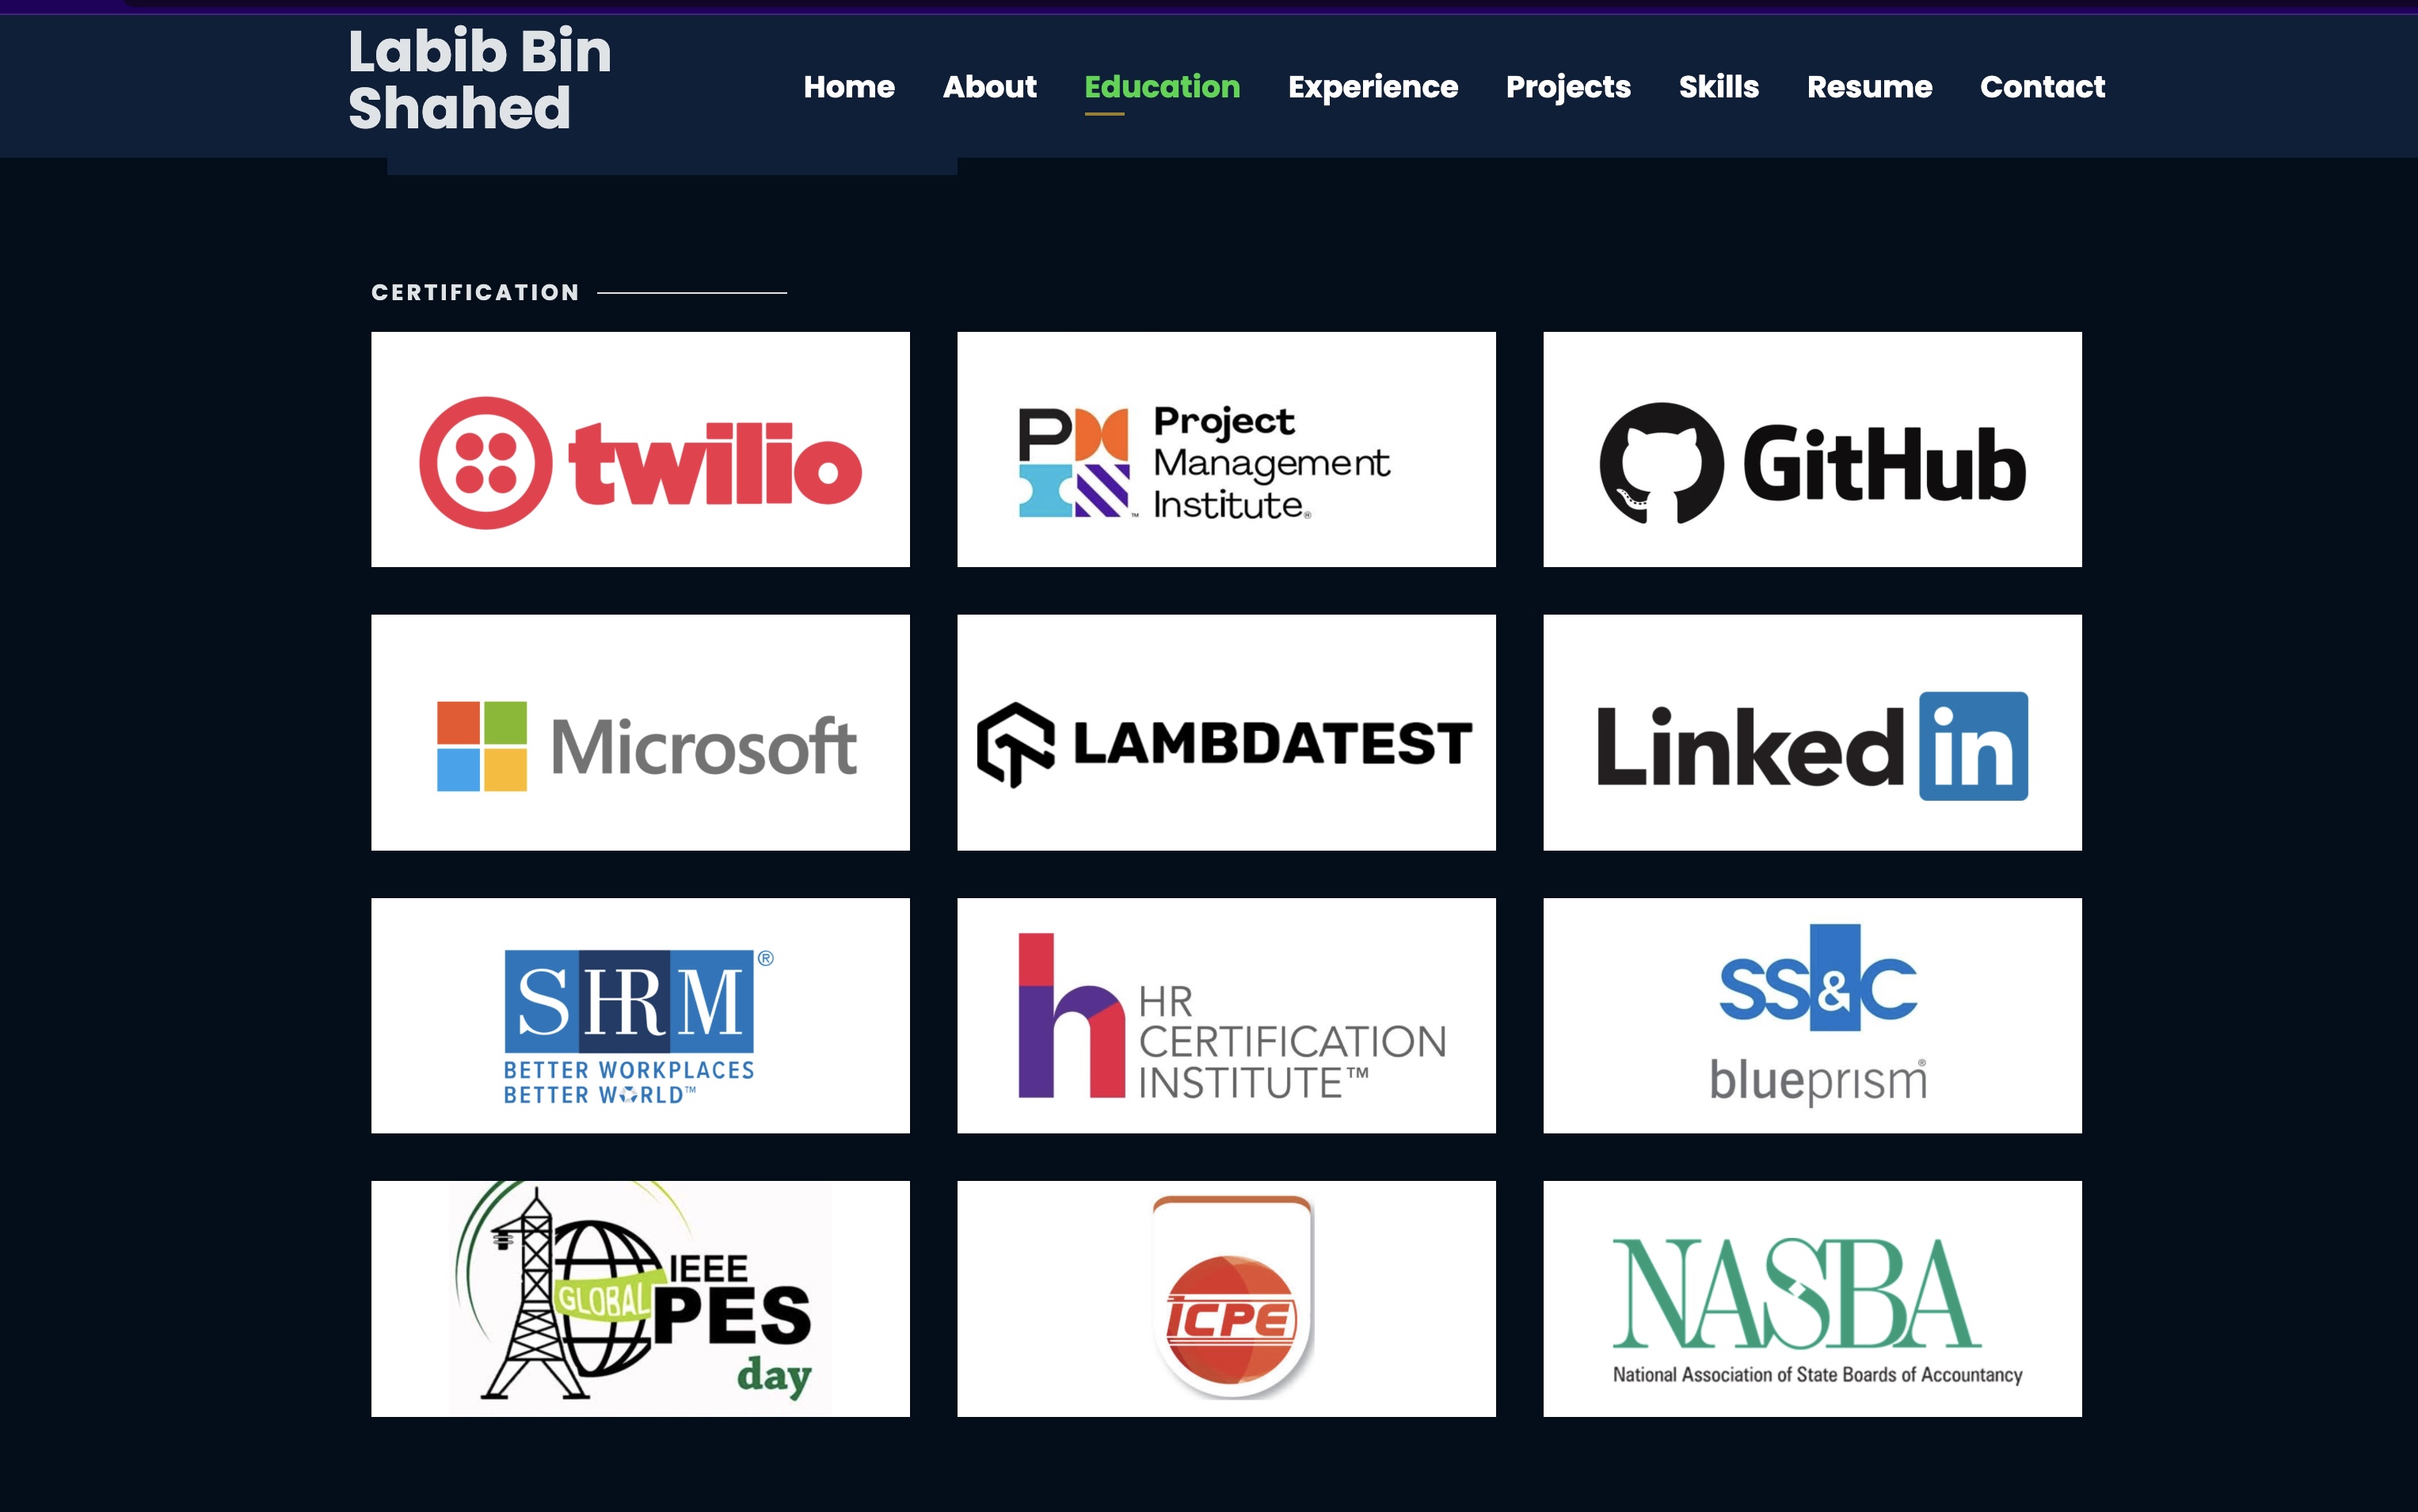 Labib Bin
Shahed
Home About Education Experience Projects Skills Resume Contact
CERTIFICATION
twilio
PM
™
Project
Management
Institute®
GitHub
Microsoft
LAMBDATEST
Linked in
SHRM®
BETTER WORKPLACES
BETTER WORLD™
h
HR
CERTIFICATION
INSTITUTE™
SS&C
blueprism®
IEEE
GLOBAL
PES
day
iCPE
NASBA
National Association of State Boards of Accountancy